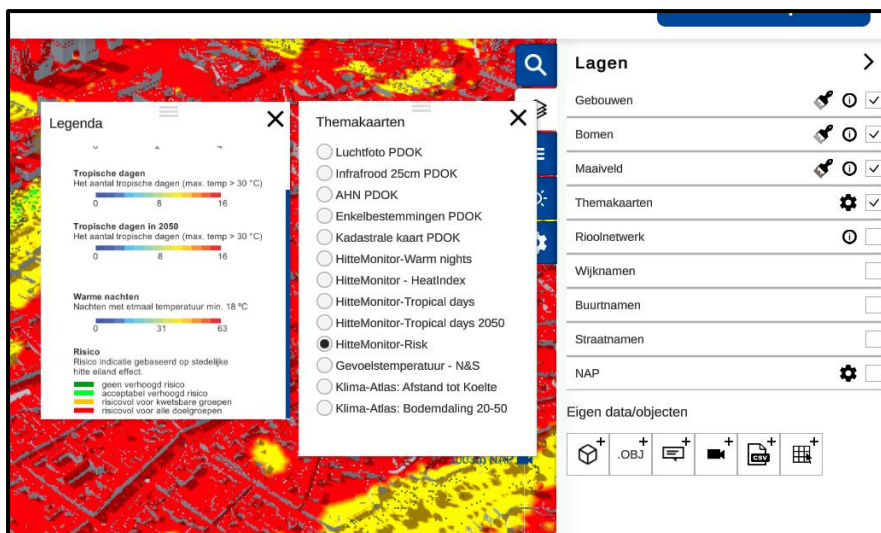 Legenda
Tropische dagen
Het aantal tropische dagen (max. temp > 30 °C)
0 8 16
Tropische dagen in 2050
Het aantal tropische dagen (max. temp > 30 °C)
0 8 16
Warme nachten
Nachten met etmaal temperatuur min. 18 ºC
0 31 63
Risico
Risico indicatie gebaseerd op stedelijke
hitte eiland effect.
geen verhoogd risico
acceptabel verhoogd risico
risicovol voor kwetsbare groepen
risicovol voor alle doelgroepen
Themakaarten
Luchtfoto PDOK
Infrafrood 25cm PDOK
AHN PDOK
Enkelbestemmingen PDOK
Kadastrale kaart PDOK
HitteMonitor-Warm nights
HitteMonitor - HeatIndex
HitteMonitor-Tropical days
HitteMonitor-Tropical days 2050
HitteMonitor-Risk
Gevoelstemperatuur - N&S
Klima-Atlas: Afstand tot Koelte
Klima-Atlas: Bodemdaling 20-50
NAP
Lagen
Gebouwen
Bomen
Maaiveld
Themakaarten
Rioolnetwerk
Wijknamen
Buurtnamen
Straatnamen
NAP
Eigen data/objecten
.OBJ
CSV